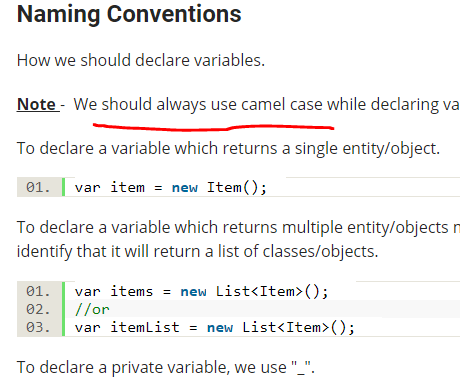 Naming Conventions
How we should declare variables.
Note - We should always use camel case while declaring va
To declare a variable which returns a single entity/object.
01. var item = new Item();
To declare a variable which returns multiple entity/objects
identify that it will return a list of classes/objects.
01. var items = new List<Item>();
02. //or
03. var itemList = new List<Item>();
To declare a private variable, we use "_".